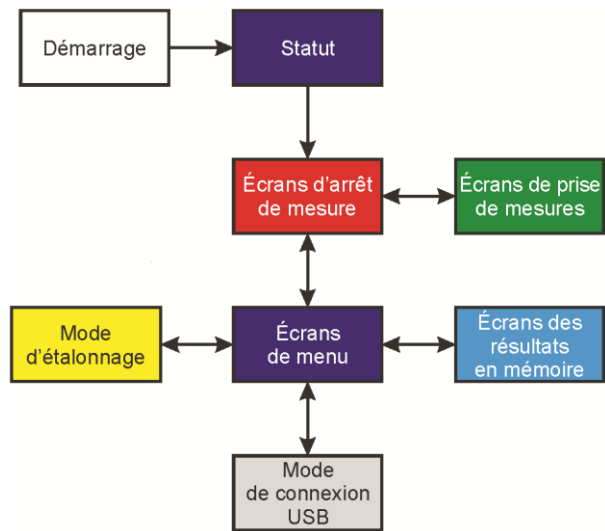 Démarrage
Statut
Écrans d'arrêt
de mesure
Écrans de prise
de mesures
Mode
d'étalonnage
Écrans
de menu
Écrans des
résultats
en mémoire
Mode
de connexion
USB